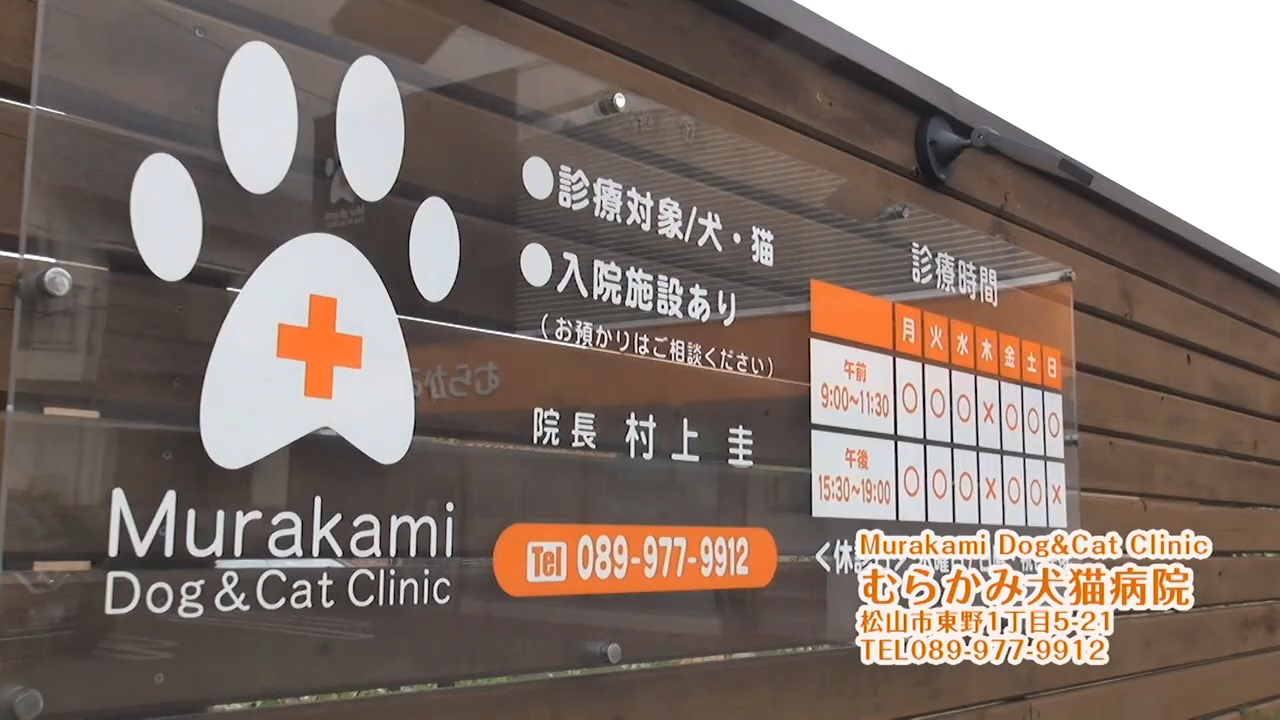 Murakami
Dog&Cat Clinic
●診療対象/犬・猫
●入院施設あり
(お預かりはご相談ください)
院長 村上 圭
Tel 089-977-9912
診療時間
月 火 水 木 金 土 日
午前 9:00~11:30 ○ ○ ○ × ○ ○ ○
午後 15:30~19:00 ○ ○ ○ × ○ ○ ×
Murakami Dog&Cat Clinic
むらかみ犬猫病院
松山市東野1丁目5-21
TEL089-977-9912